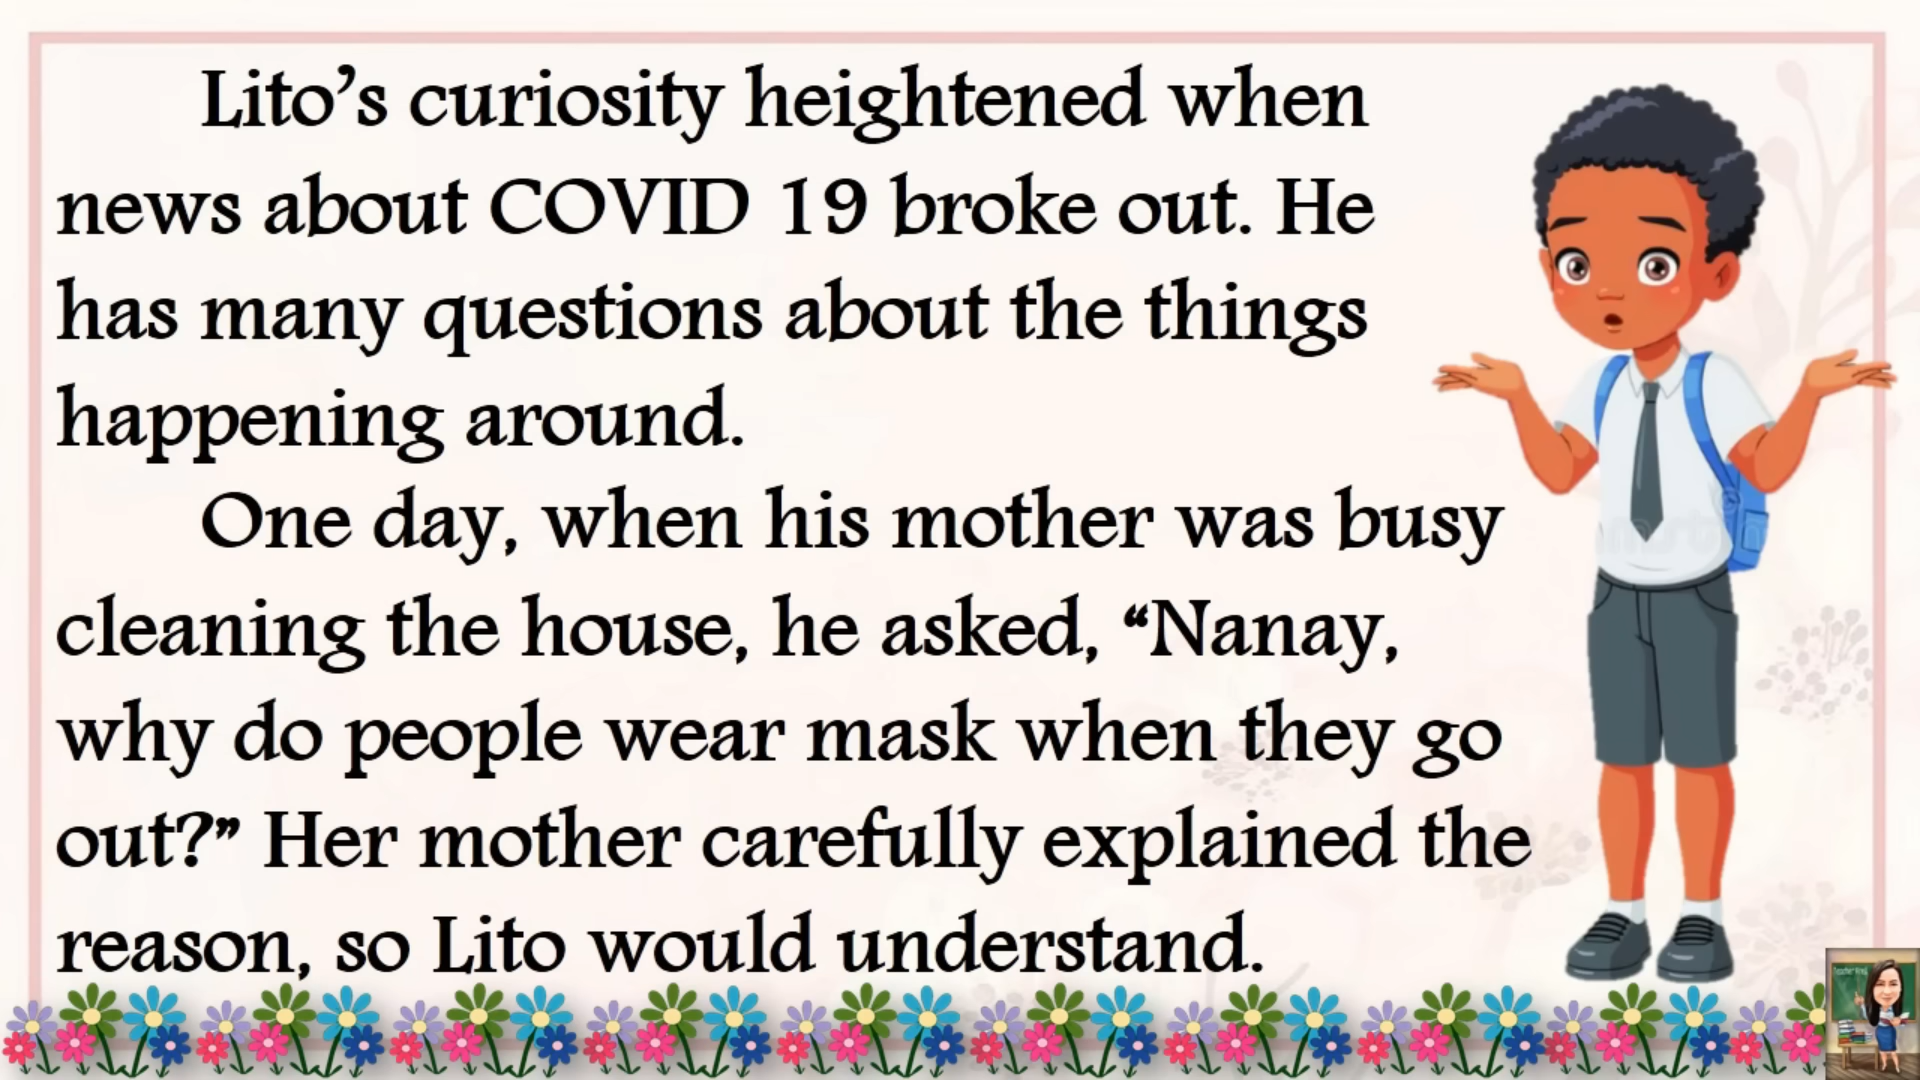 Lito’s curiosity heightened when
news about COVID 19 broke out. He
has many questions about the things
happening around.
One day, when his mother was busy
cleaning the house, he asked, “Nanay,
why do people wear mask when they go
out?” Her mother carefully explained the
reason, so Lito would understand.